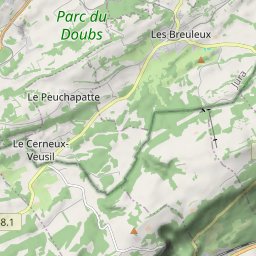 Parc du
Doubs
Les Breuleux
Jura
Le Peuchapatte
Le Cerneux-
Veusil
8.1